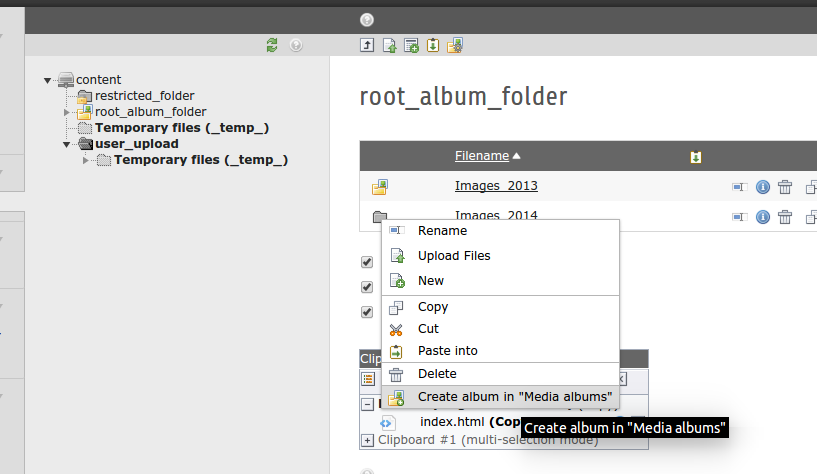 content
restricted_folder
root_album_folder
Temporary files (_temp_)
user_upload
Temporary files (_temp_)
root_album_folder
Filename
Images_2013
Images_2014
Rename
Upload Files
New
Copy
Cut
Paste into
Delete
Create album in "Media albums"
index.html (Cop
Create album in "Media albums"
Clipboard #1 (multi-selection mode)